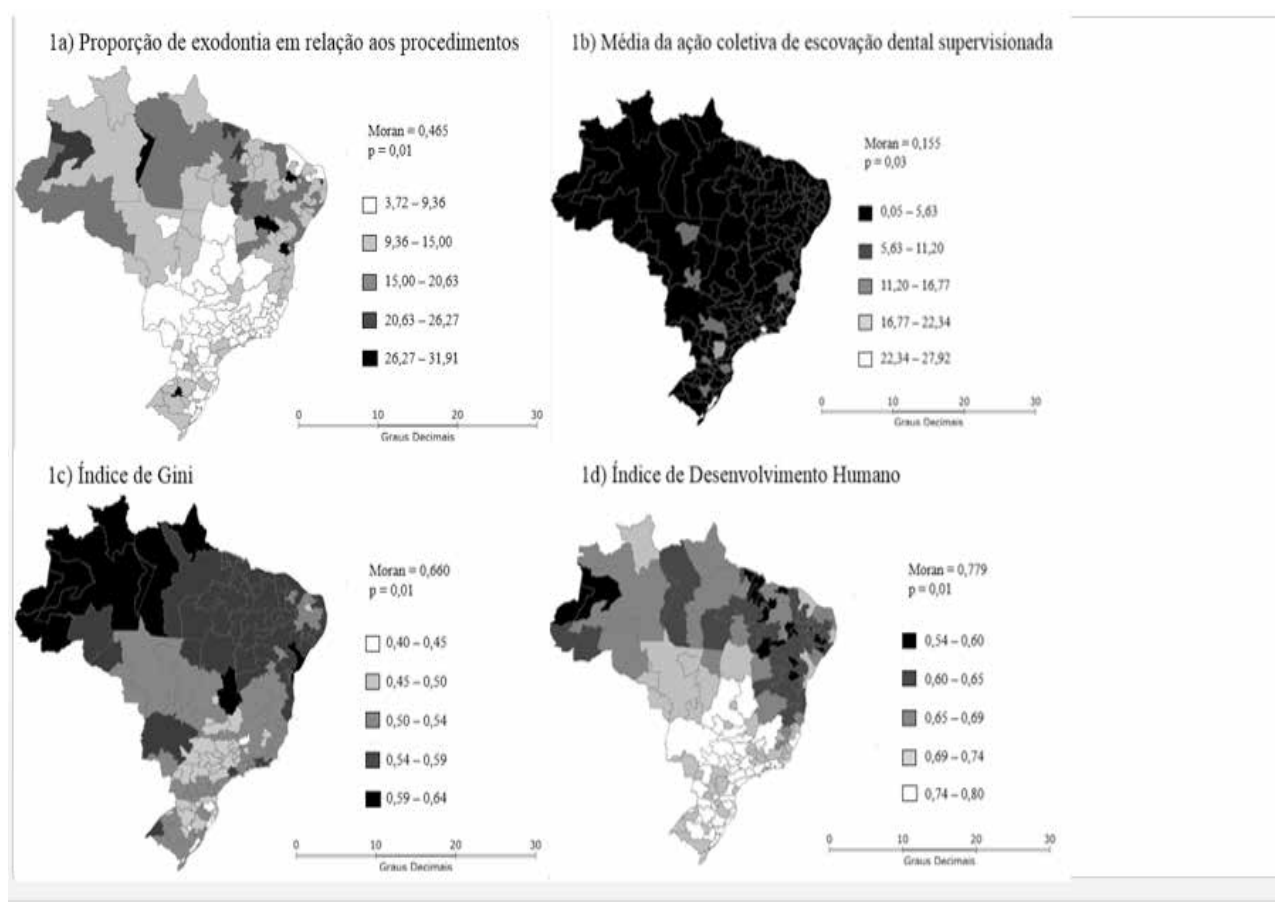 1a) Proporção de exodontia em relação aos procedimentos
Moran = 0,465
p = 0,01
3,72 – 9,36
9,36 – 15,00
15,00 – 20,63
20,63 – 26,27
26,27 – 31,91
0 10 20 30
Graus Decimais
1b) Média da ação coletiva de escovação dental supervisionada
Moran = 0,155
p = 0,03
0,05 – 5,63
5,63 – 11,20
11,20 – 16,77
16,77 – 22,34
22,34 – 27,92
0 10 20 30
Graus Decimais
1c) Índice de Gini
Moran = 0,660
p = 0,01
0,40 – 0,45
0,45 – 0,50
0,50 – 0,54
0,54 – 0,59
0,59 – 0,64
0 10 20 30
Graus Decimais
1d) Índice de Desenvolvimento Humano
Moran = 0,779
p = 0,01
0,54 – 0,60
0,60 – 0,65
0,65 – 0,69
0,69 – 0,74
0,74 – 0,80
0 10 20 30
Graus Decimais